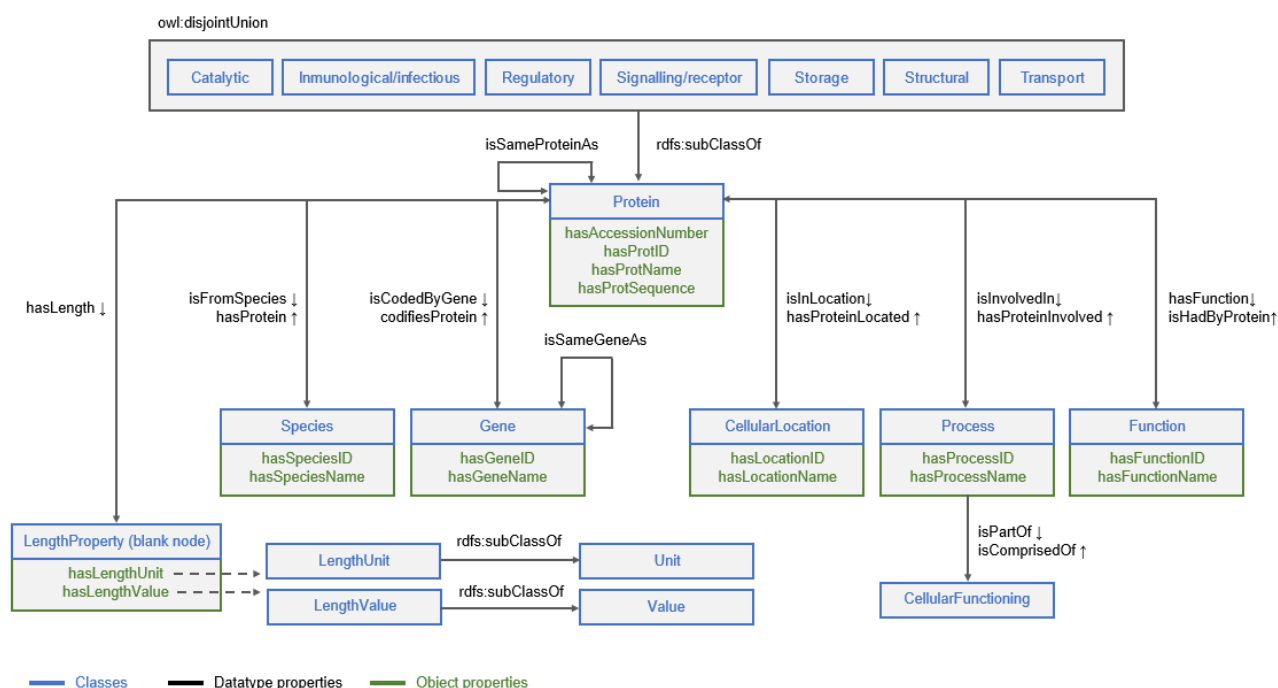 owl:disjointUnion
Catalytic
Inmunological/infectious
Regulatory
Signalling/receptor
Storage
Structural
Transport
isSameProteinAs
rdfs:subClassOf
Protein
hasAccessionNumber
hasProtID
hasProtName
hasProtSequence
hasLength ↓
isFromSpecies ↓
hasProtein ↑
isCodedByGene ↓
codifiesProtein ↑
isInLocation↓
hasProteinLocated ↑
isInvolvedIn↓
hasProteinInvolved ↑
hasFunction↓
isHadByProtein↑
isSameGeneAs
Species
hasSpeciesID
hasSpeciesName
Gene
hasGeneID
hasGeneName
CellularLocation
hasLocationID
hasLocationName
Process
hasProcessID
hasProcessName
Function
hasFunctionID
hasFunctionName
LengthProperty (blank node)
hasLengthUnit
hasLengthValue
LengthUnit
rdfs:subClassOf
Unit
LengthValue
rdfs:subClassOf
Value
isPartOf ↓
isComprisedOf ↑
CellularFunctioning
Classes
Datatype properties
Object properties